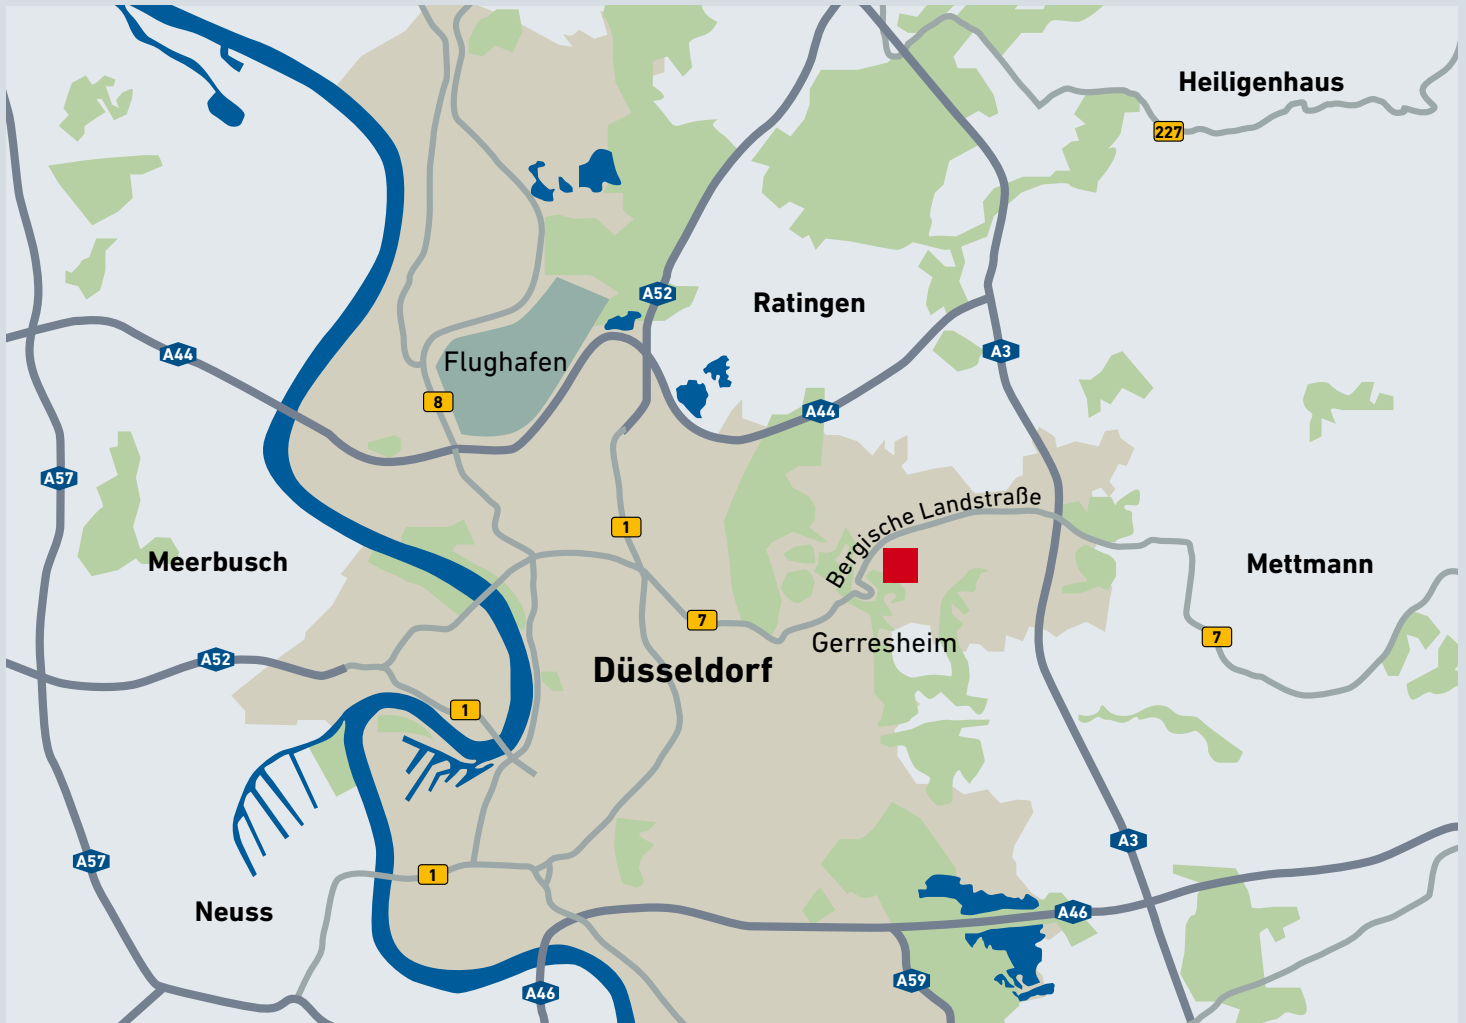 Heiligenhaus
227
A52
Ratingen
A44
Flughafen
A3
8
A44
A57
1
Bergische Landstraße
Meerbusch
Mettmann
7
7
Gerresheim
A52
Düsseldorf
1
A3
A57
1
Neuss
A46
A59
A46